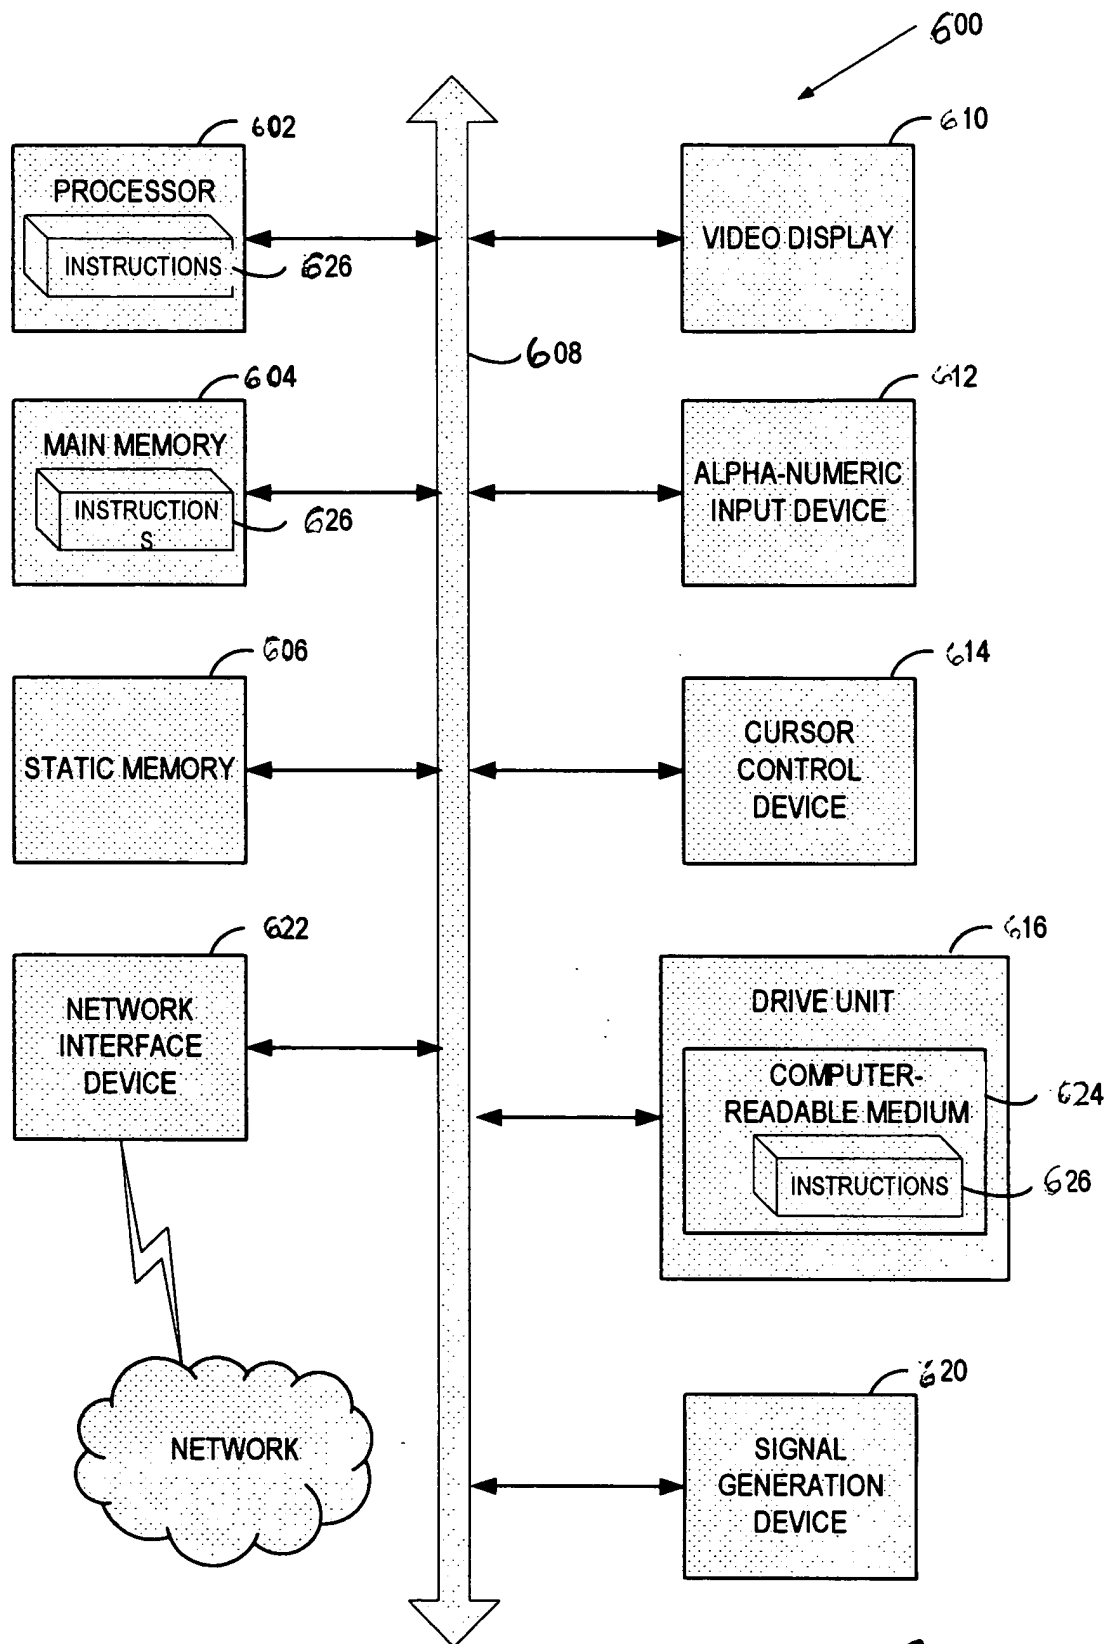 600
602
PROCESSOR
INSTRUCTIONS
626
610
VIDEO DISPLAY
608
604
MAIN MEMORY
INSTRUCTION
S
626
612
ALPHA-NUMERIC
INPUT DEVICE
606
STATIC MEMORY
614
CURSOR
CONTROL
DEVICE
622
NETWORK
INTERFACE
DEVICE
616
DRIVE UNIT
COMPUTER-
READABLE MEDIUM
624
INSTRUCTIONS
626
NETWORK
620
SIGNAL
GENERATION
DEVICE